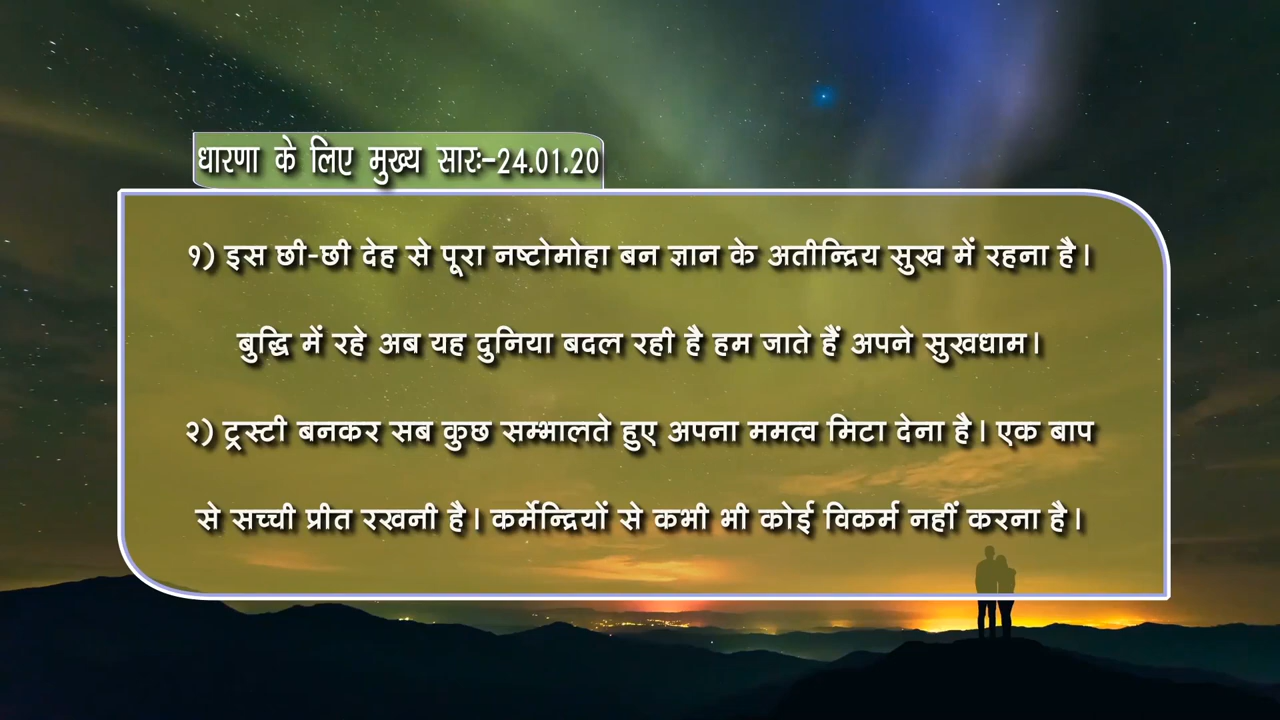 धारणा के लिए मुख्य सारः-24.01.20
१) इस छी-छी देह से पूरा नष्टोमोहा बन ज्ञान के अतीन्द्रिय सुख में रहना है।
बुद्धि में रहे अब यह दुनिया बदल रही है हम जाते हैं अपने सुखधाम।
२) ट्रस्टी बनकर सब कुछ सम्भालते हुए अपना ममत्व मिटा देना है। एक बाप
से सच्ची प्रीत रखनी है। कर्मेन्द्रियों से कभी भी कोई विकर्म नहीं करना है।